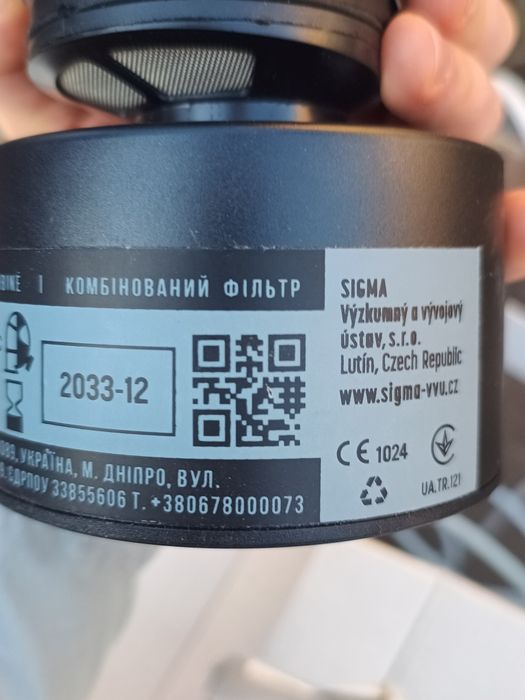 КОМБІНОВАНИЙ ФІЛЬТР
2033-12
УКРАЇНА, М. ДНІПРО, ВУЛ.
ЄДРПОУ 33855606 Т. +380678000073
SIGMA
Výzkumný a vývojový
ústav, s.r.o.
Lutín, Czech Republic
www.sigma-vvu.cz
CE 1024
UA.TR.121